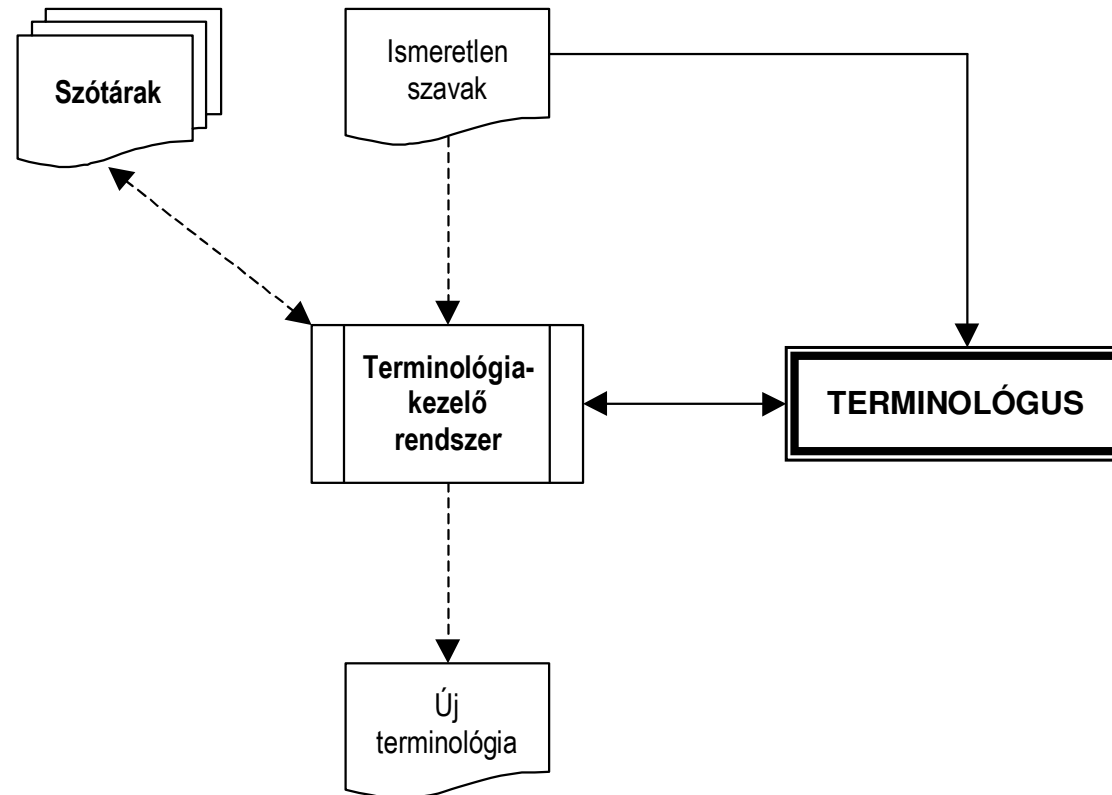 Szótárak
Ismeretlen
szavak
Terminológia-
kezelő
rendszer
TERMINOLÓGUS
Új
terminológia